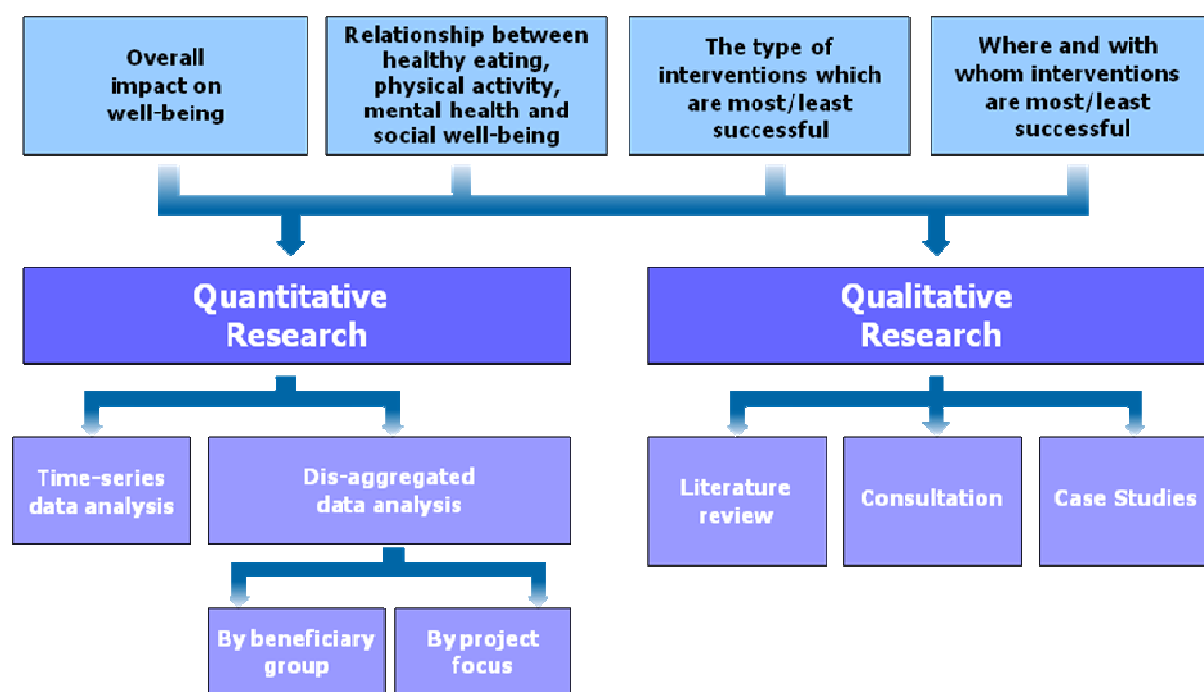 Overall
impact on
well-being
Relationship between
healthy eating,
physical activity,
mental health and
social well-being
The type of
interventions which
are most/least
successful
Where and with
whom interventions
are most/least
successful
Quantitative
Research
Qualitative
Research
Time-series
data analysis
Dis-aggregated
data analysis
Literature
review
Consultation
Case Studies
By beneficiary
group
By project
focus